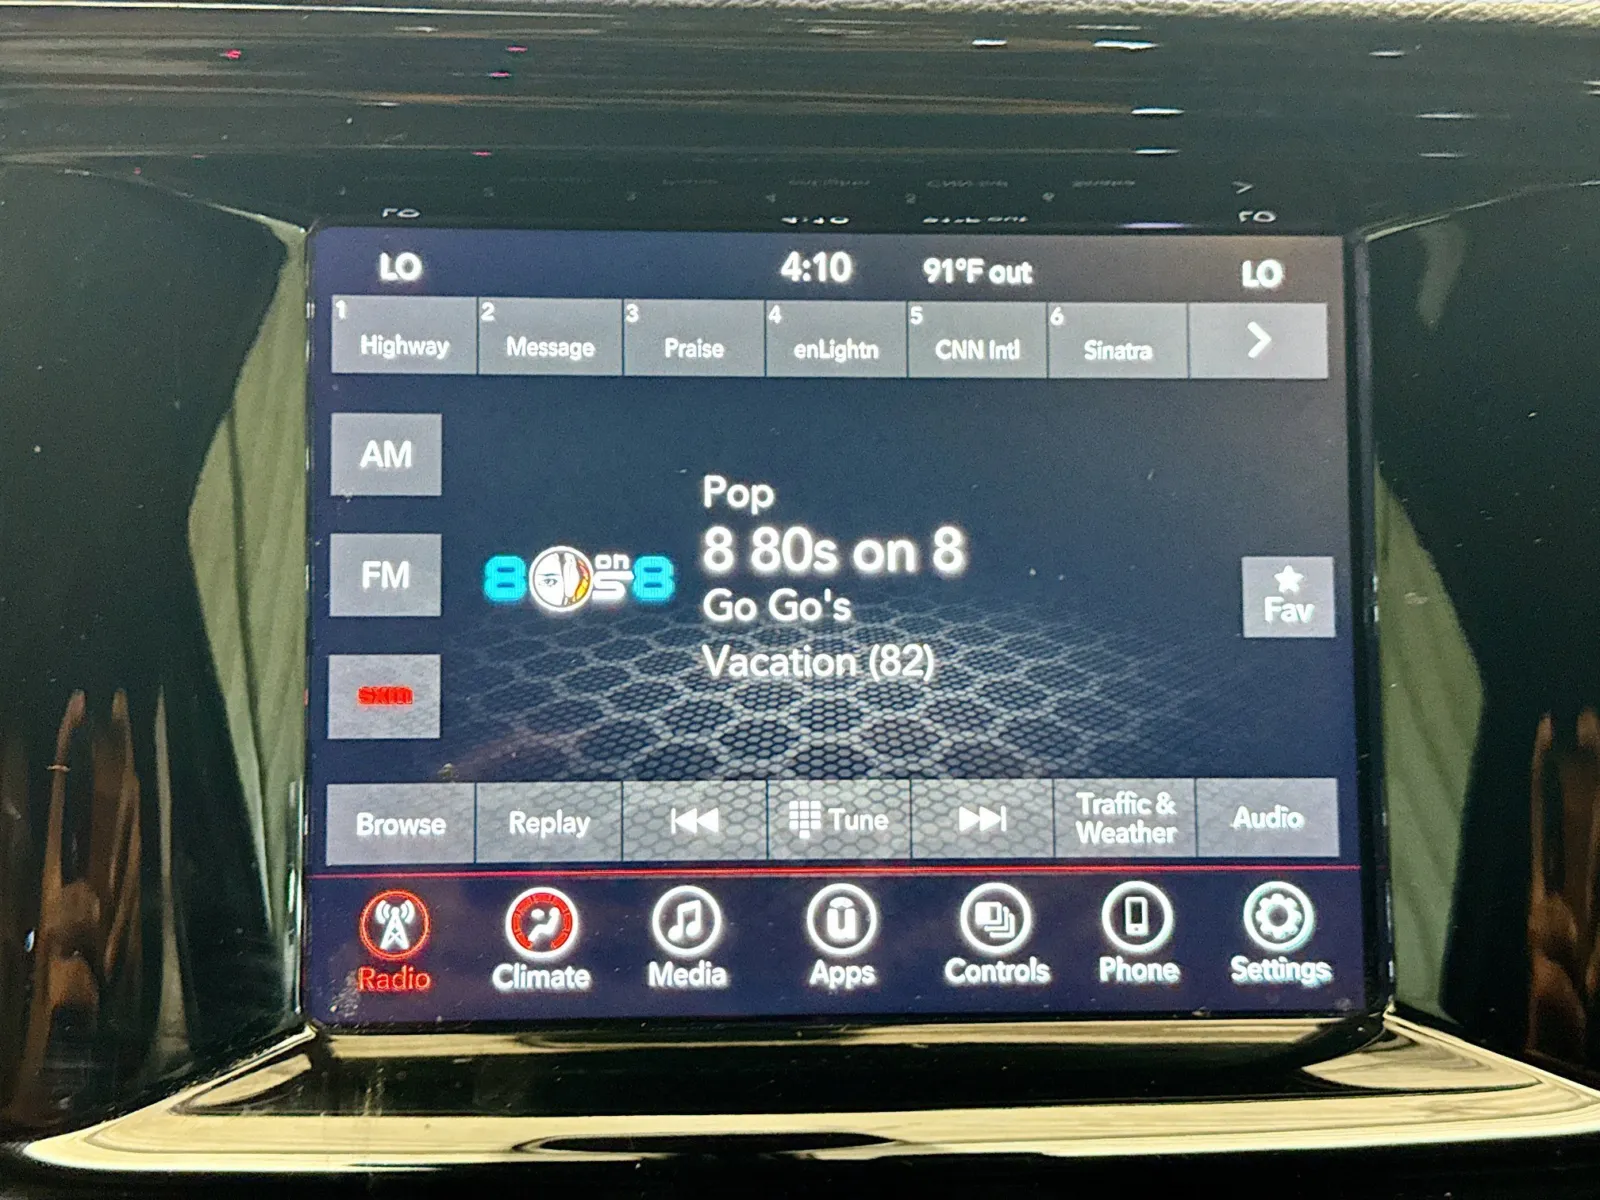 LO 4:10 91°F out LO
1 Highway 2 Message 3 Praise 4 enLightn 5 CNN Intl 6 Sinatra
AM
Pop
8 80s on 8
FM
80s on 8
Go Go's
Fav
Vacation (82)
SXM
Browse Replay Tune Traffic & Weather Audio
Radio Climate Media Apps Controls Phone Settings